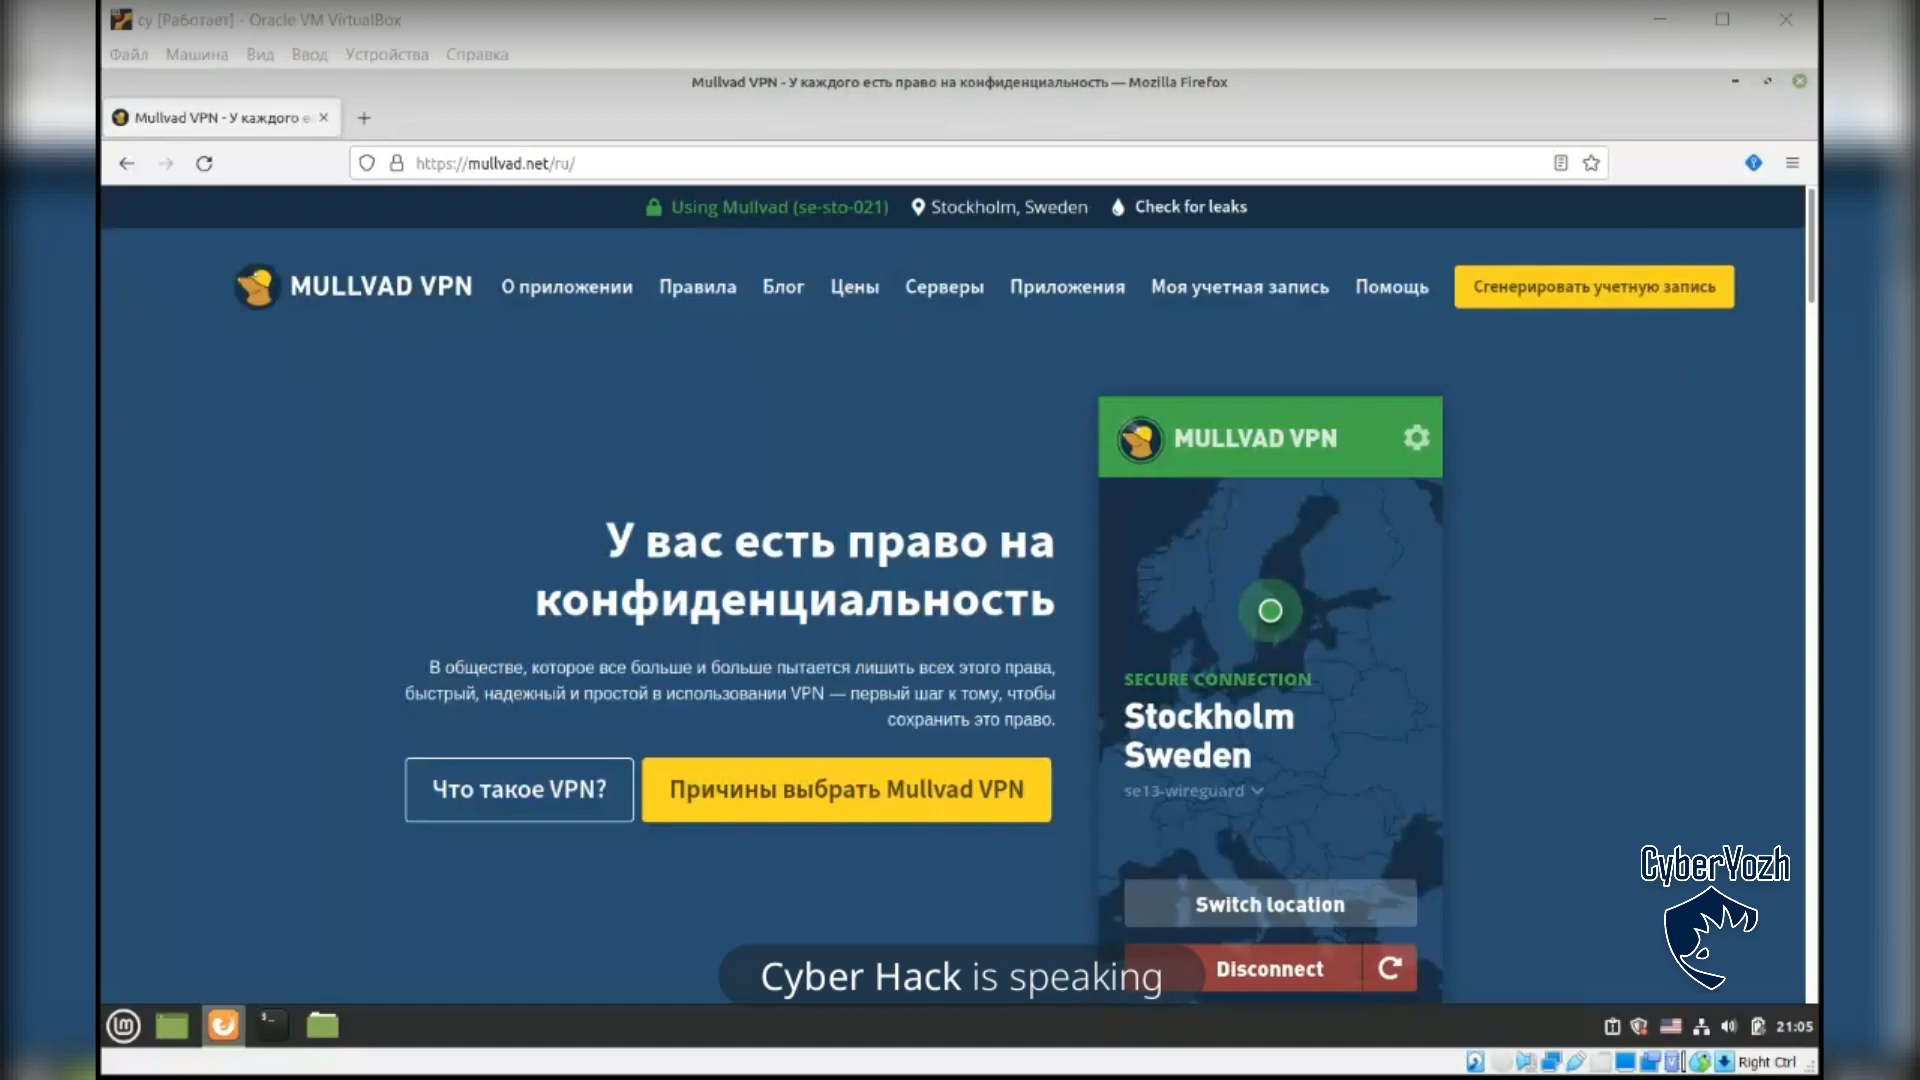 су [Работает] - Oracle VM VirtualBox
Файл Машина Вид Ввод Устройства Справка
Mullvad VPN - У каждого есть право на конфиденциальность — Mozilla Firefox
Mullvad VPN - У каждого е
https://mullvad.net/ru/
Using Mullvad (se-sto-021) Stockholm, Sweden Check for leaks
MULLVAD VPN О приложении Правила Блог Цены Серверы Приложения Моя учетная запись Помощь Сгенерировать учетную запись
MULLVAD VPN
У вас есть право на
конфиденциальность
В обществе, которое все больше и больше пытается лишить всех этого права,
быстрый, надежный и простой в использовании VPN — первый шаг к тому, чтобы
сохранить это право.
Что такое VPN? Причины выбрать Mullvad VPN
SECURE CONNECTION
Stockholm
Sweden
se13-wireguard
Switch location
Disconnect
CyberYozh
Cyber Hack is speaking
21:05
Right Ctrl